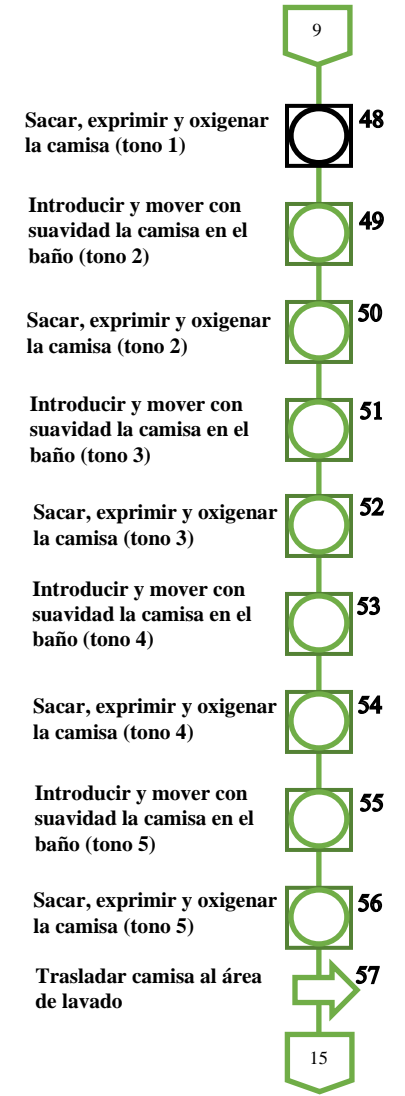 9
Sacar, exprimir y oxigenar
la camisa (tono 1)
48
Introducir y mover con
suavidad la camisa en el
baño (tono 2)
49
Sacar, exprimir y oxigenar
la camisa (tono 2)
50
Introducir y mover con
suavidad la camisa en el
baño (tono 3)
51
Sacar, exprimir y oxigenar
la camisa (tono 3)
52
Introducir y mover con
suavidad la camisa en el
baño (tono 4)
53
Sacar, exprimir y oxigenar
la camisa (tono 4)
54
Introducir y mover con
suavidad la camisa en el
baño (tono 5)
55
Sacar, exprimir y oxigenar
la camisa (tono 5)
56
Trasladar camisa al área
de lavado
57
15